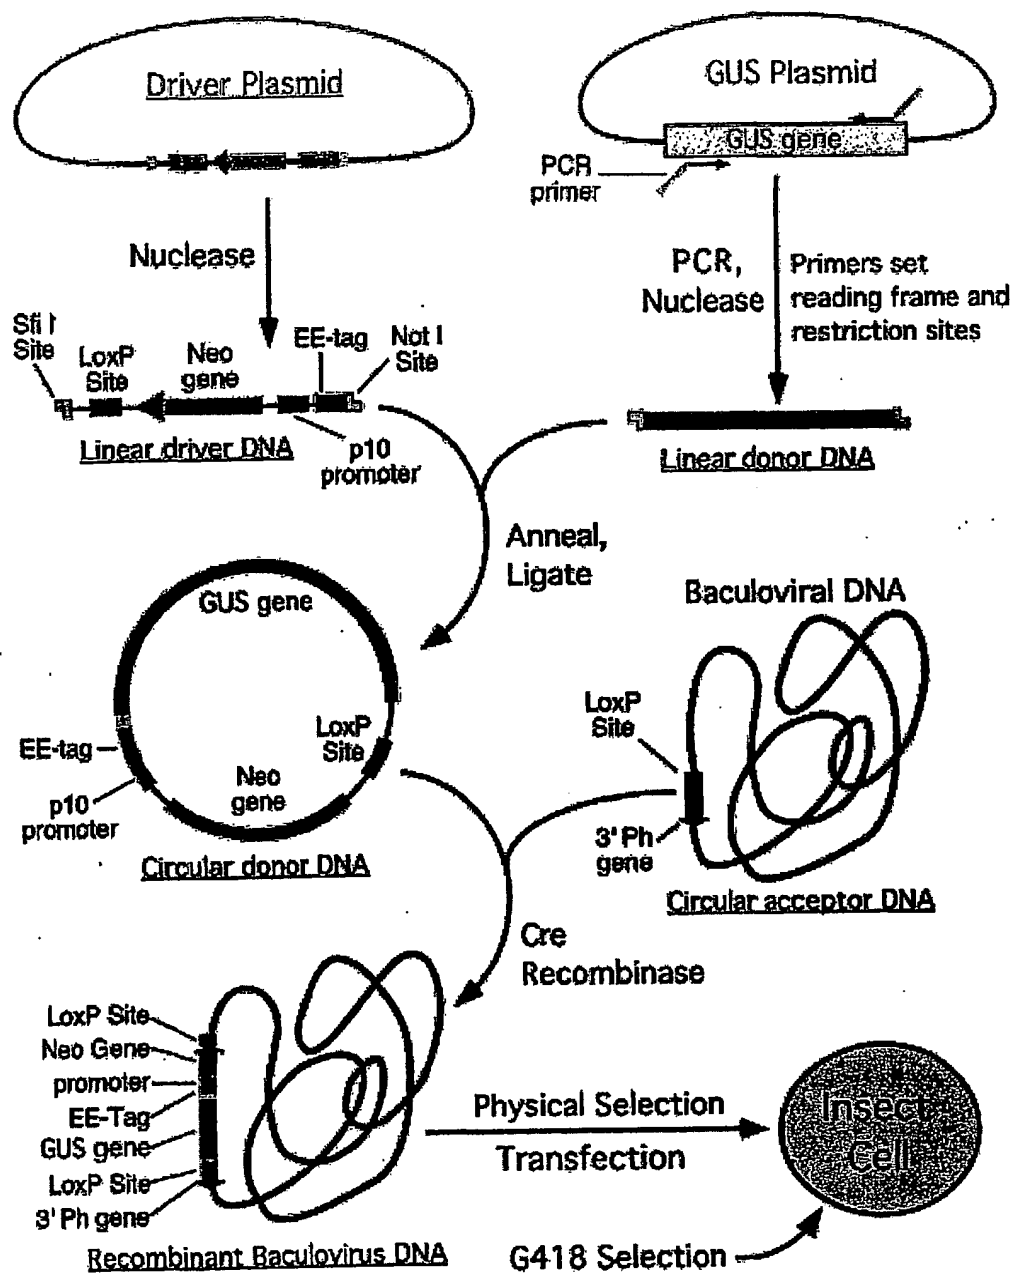 Driver Plasmid
GUS Plasmid
GUS gene
PCR
primer
Nuclease
PCR,
Nuclease
Primers set
reading frame and
restriction sites
Sfi I
Site
LoxP
Site
Neo
gene
EE-tag
Not I
Site
Linear driver DNA
p10
promoter
Linear donor DNA
Anneal,
Ligate
GUS gene
Baculoviral DNA
LoxP
Site
EE-tag
LoxP
Site
p10
promoter
Neo
gene
3' Ph
gene
Circular donor DNA
Circular acceptor DNA
Cre
Recombinase
LoxP Site
Neo Gene
promoter
EE-Tag
GUS gene
LoxP Site
3' Ph gene
Physical Selection
Transfection
Insect
Cell
Recombinant Baculovirus DNA
G418 Selection